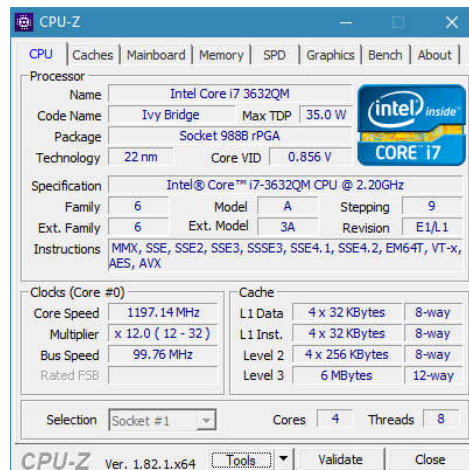 CPU-Z
CPU Caches Mainboard Memory SPD Graphics Bench About
Processor
Name Intel Core i7 3632QM
Code Name Ivy Bridge Max TDP 35.0 W
Package Socket 988B rPGA
Technology 22 nm Core VID 0.856 V
intel inside™
CORE™ i7
Specification Intel® Core™ i7-3632QM CPU @ 2.20GHz
Family 6 Model A Stepping 9
Ext. Family 6 Ext. Model 3A Revision E1/L1
Instructions MMX, SSE, SSE2, SSE3, SSSE3, SSE4.1, SSE4.2, EM64T, VT-x,
AES, AVX
Clocks (Core #0) Cache
Core Speed 1197.14 MHz L1 Data 4 x 32 KBytes 8-way
Multiplier x 12.0 ( 12 - 32 ) L1 Inst. 4 x 32 KBytes 8-way
Bus Speed 99.76 MHz Level 2 4 x 256 KBytes 8-way
Rated FSB Level 3 6 MBytes 12-way
Selection Socket #1 Cores 4 Threads 8
CPU-Z Ver. 1.82.1.x64 Tools Validate Close